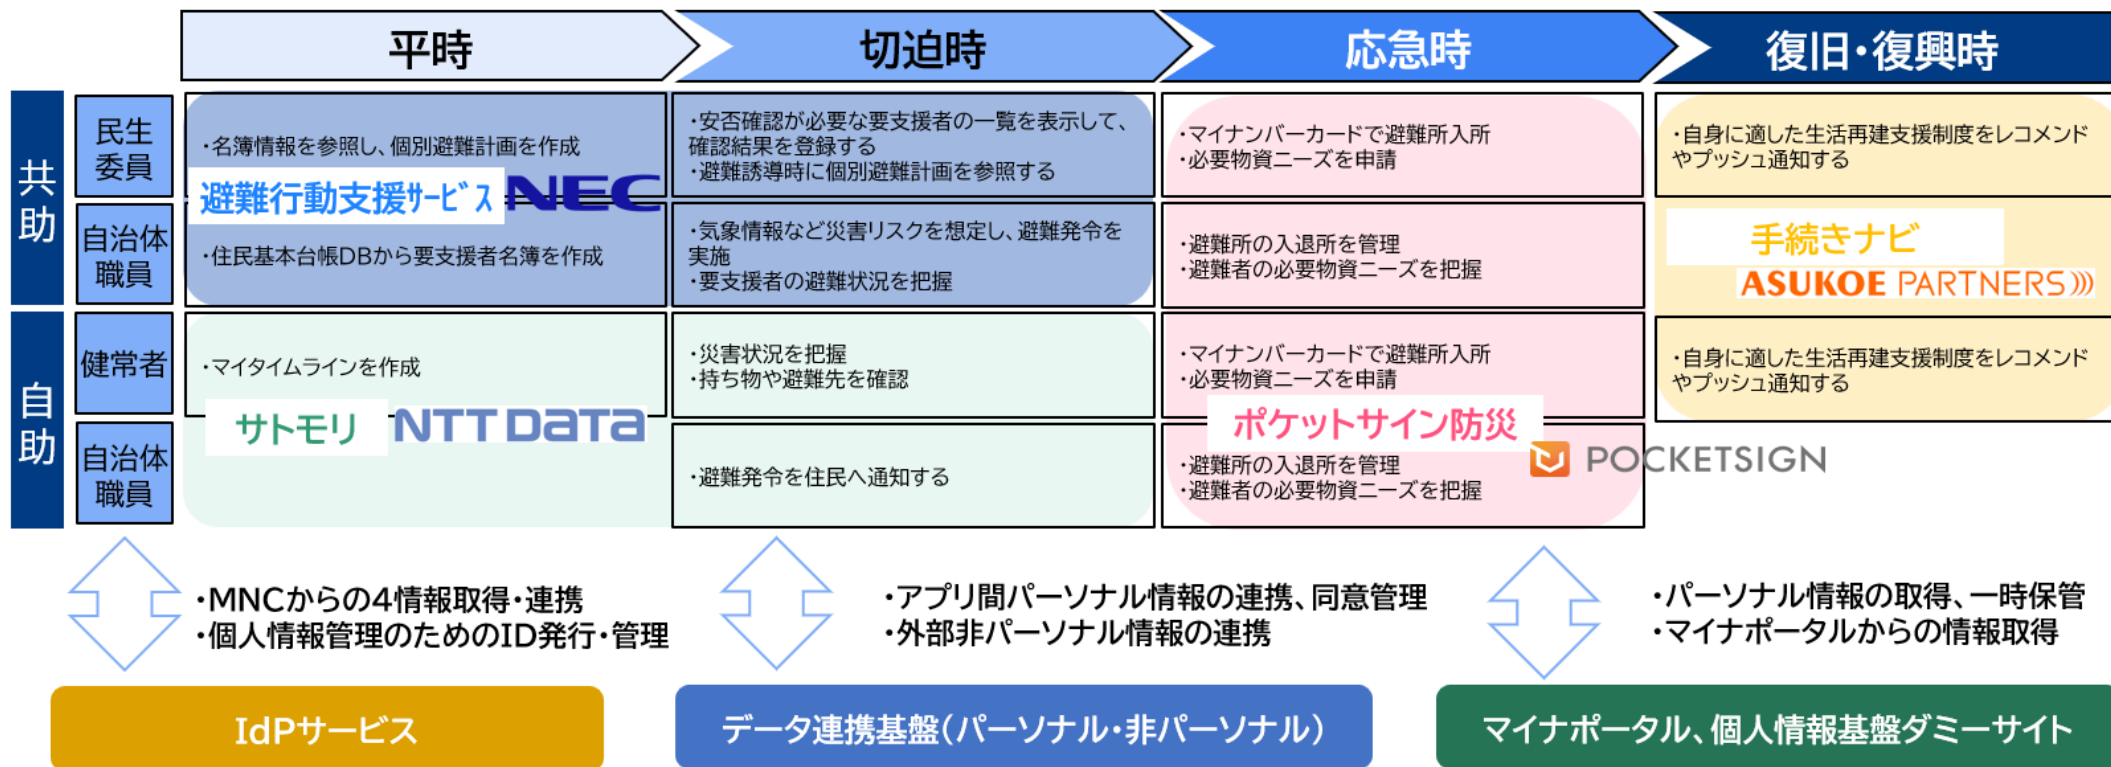 平時
切迫時
応急時
復旧・復興時
共助
民生
委員
・名簿情報を参照し、個別避難計画を作成
・安否確認が必要な要支援者の一覧を表示して、
確認結果を登録する
・避難誘導時に個別避難計画を参照する
・マイナンバーカードで避難所入所
・必要物資ニーズを申請
・自身に適した生活再建支援制度をレコメンド
やプッシュ通知する
避難行動支援サービス
NEC
自治体
職員
・住民基本台帳DBから要支援者名簿を作成
・気象情報など災害リスクを想定し、避難発令を
実施
・要支援者の避難状況を把握
・避難所の入退所を管理
・避難者の必要物資ニーズを把握
手続きナビ
ASUKOE PARTNERS
自助
健常者
・マイタイムラインを作成
・災害状況を把握
・持ち物や避難先を確認
・マイナンバーカードで避難所入所
・必要物資ニーズを申請
・自身に適した生活再建支援制度をレコメンド
やプッシュ通知する
サトモリ
NTT DATA
ポケットサイン防災
POCKETSIGN
自治体
職員
・避難発令を住民へ通知する
・避難所の入退所を管理
・避難者の必要物資ニーズを把握
・MNCからの4情報取得・連携
・個人情報管理のためのID発行・管理
・アプリ間パーソナル情報の連携、同意管理
・外部非パーソナル情報の連携
・パーソナル情報の取得、一時保管
・マイナポータルからの情報取得
IdPサービス
データ連携基盤(パーソナル・非パーソナル)
マイナポータル、個人情報基盤ダミーサイト